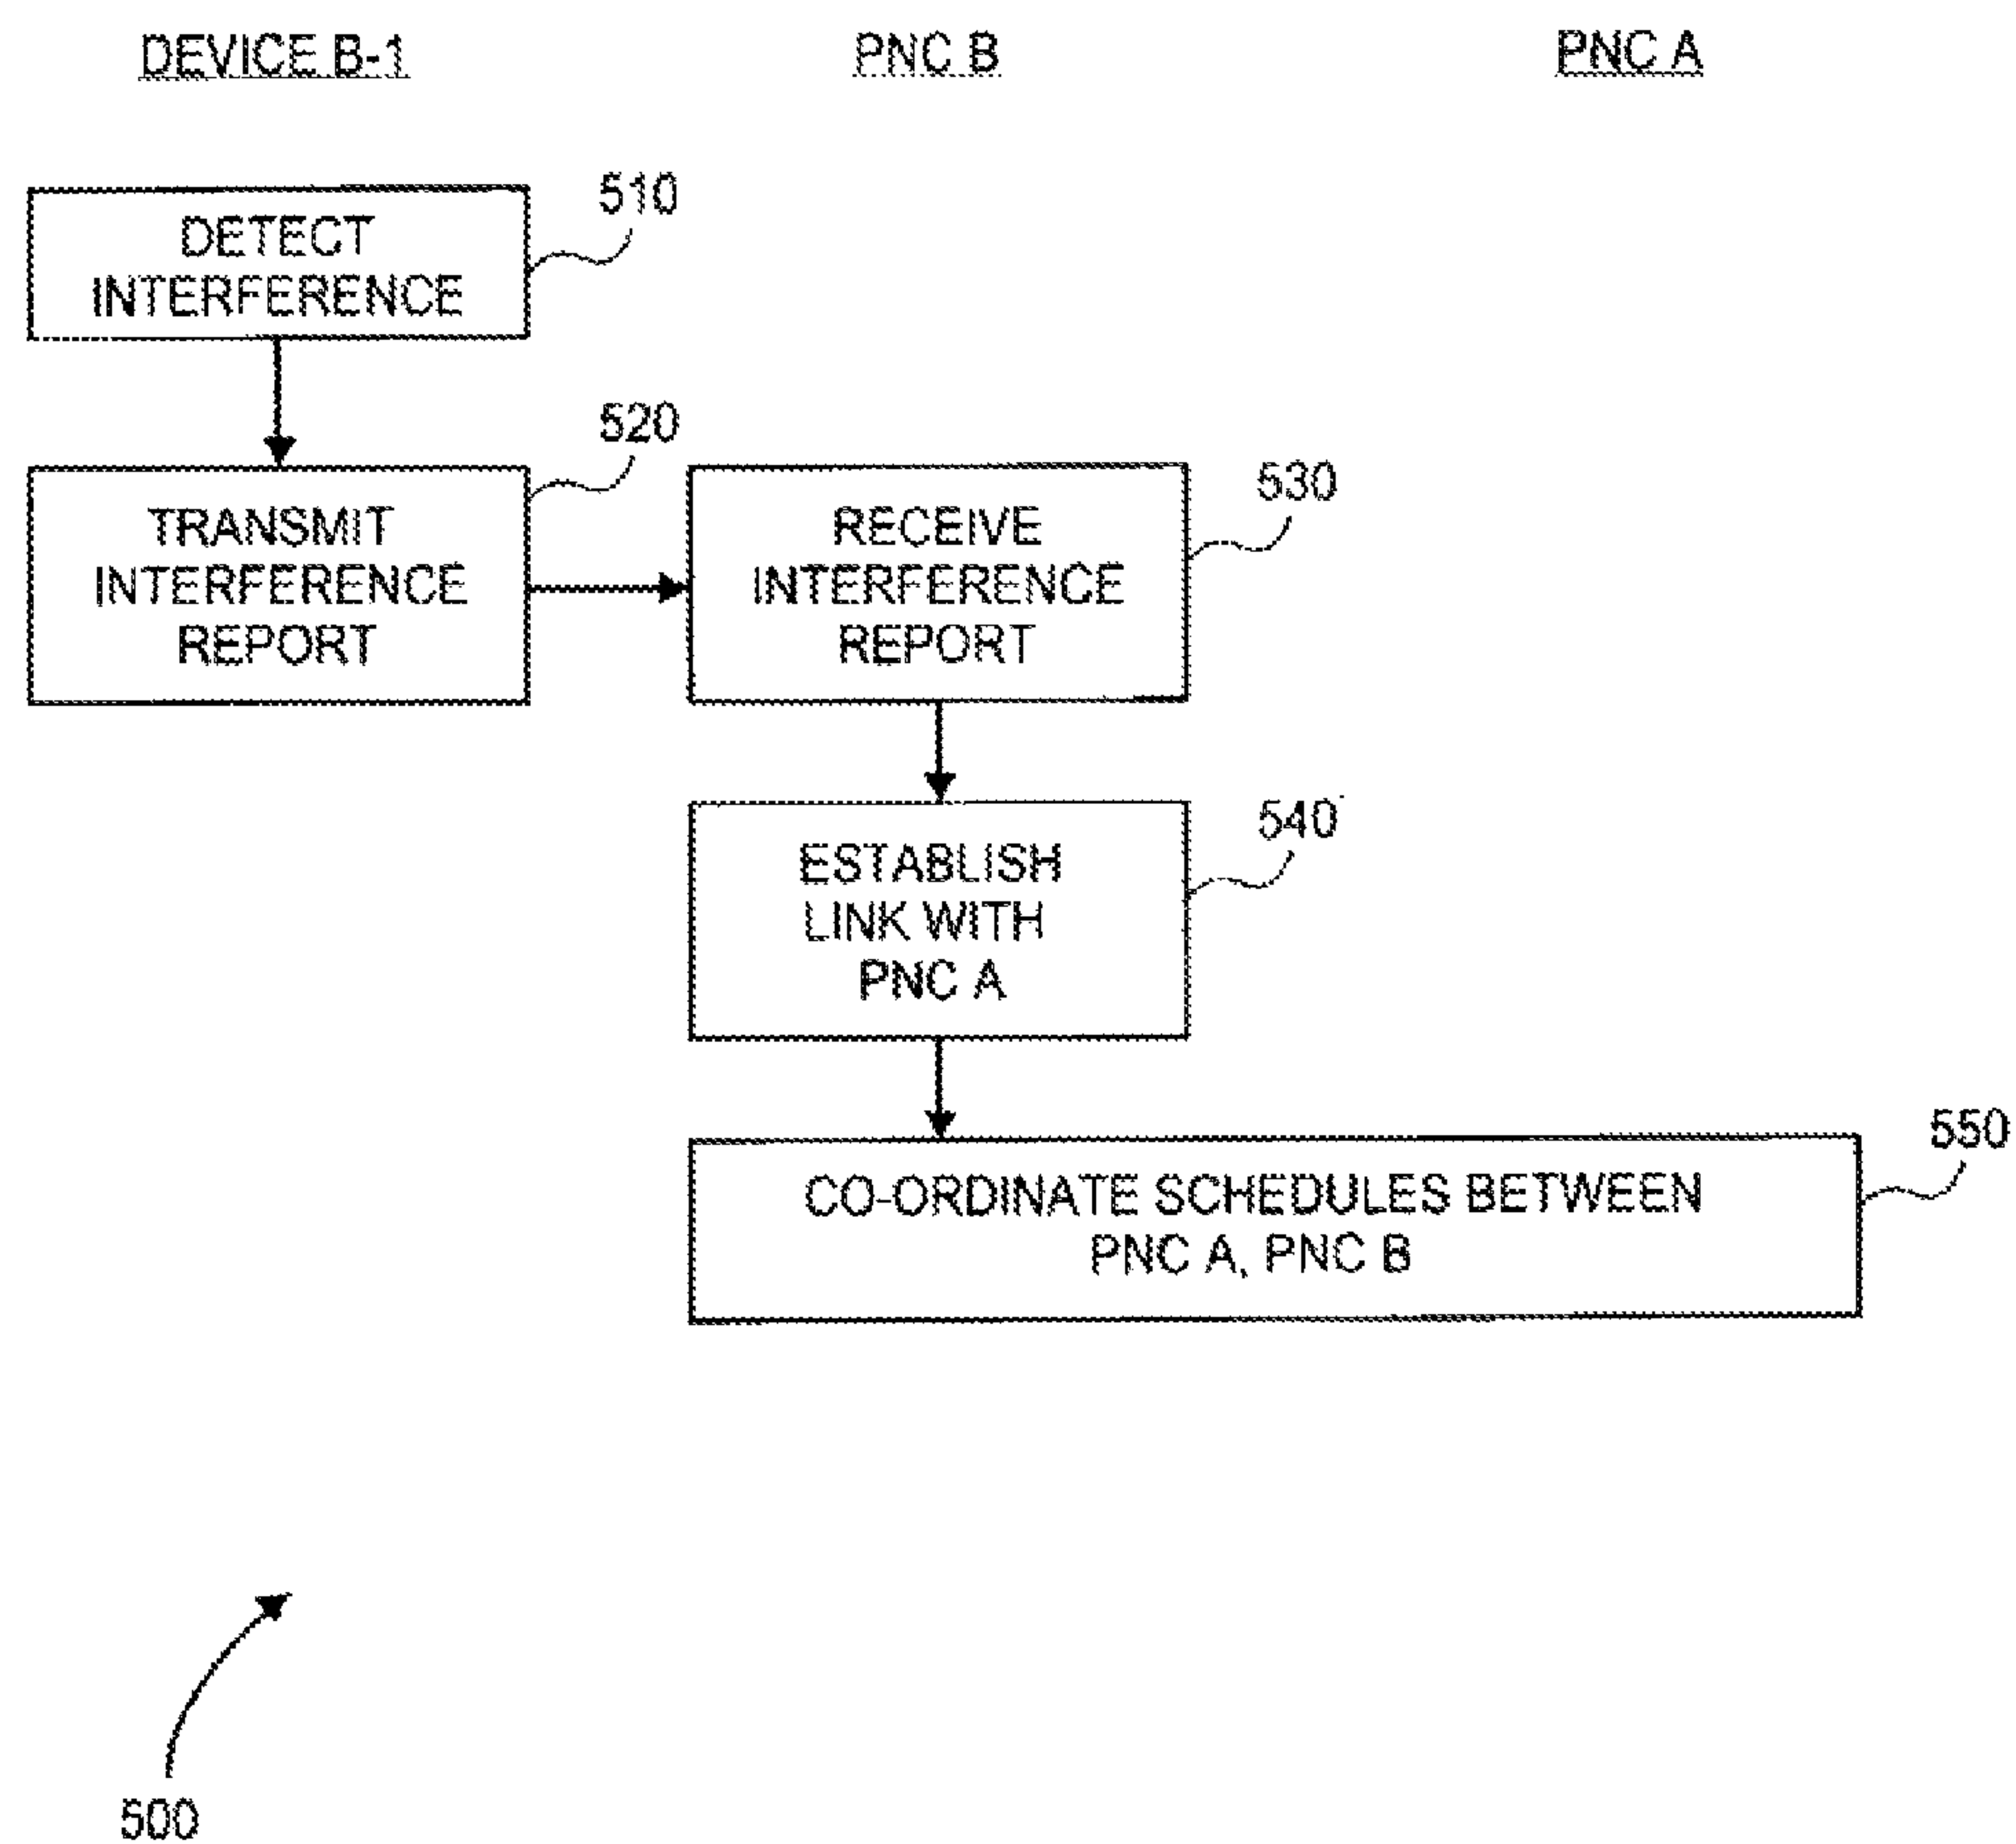 DEVICE B-1
PNC B
PNC A
510
DETECT
INTERFERENCE
520
TRANSMIT
INTERFERENCE
REPORT
530
RECEIVE
INTERFERENCE
REPORT
540
ESTABLISH
LINK WITH
PNC A
550
CO-ORDINATE SCHEDULES BETWEEN
PNC A, PNC B
500